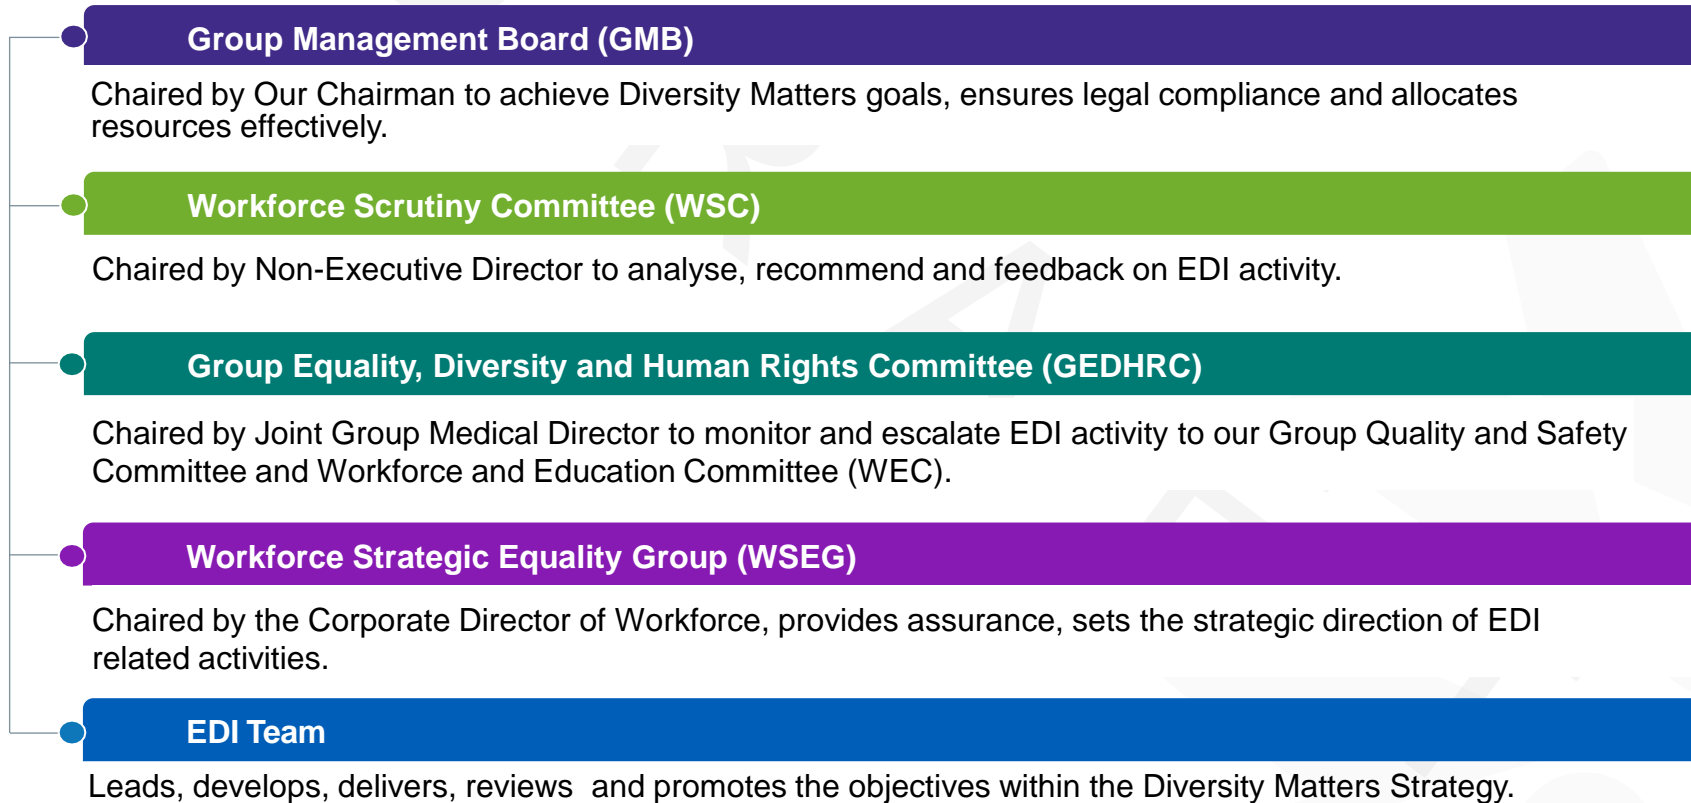 Group Management Board (GMB)
Chaired by Our Chairman to achieve Diversity Matters goals, ensures legal compliance and allocates
resources effectively.
Workforce Scrutiny Committee (WSC)
Chaired by Non-Executive Director to analyse, recommend and feedback on EDI activity.
Group Equality, Diversity and Human Rights Committee (GEDHRC)
Chaired by Joint Group Medical Director to monitor and escalate EDI activity to our Group Quality and Safety
Committee and Workforce and Education Committee (WEC).
Workforce Strategic Equality Group (WSEG)
Chaired by the Corporate Director of Workforce, provides assurance, sets the strategic direction of EDI
related activities.
EDI Team
Leads, develops, delivers, reviews  and promotes the objectives within the Diversity Matters Strategy.